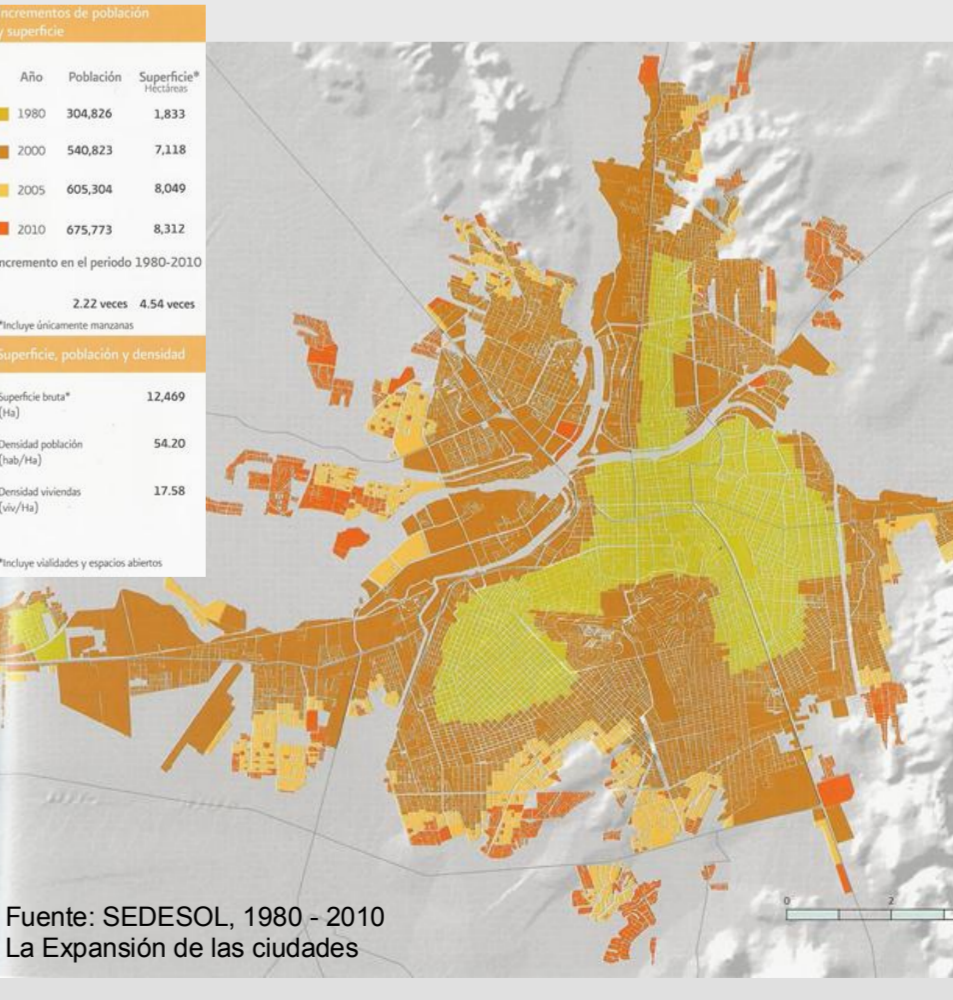 ncrementos de población
y superficie
Año Población Superficie*
Hectáreas
1980 304,826 1,833
2000 540,823 7,118
2005 605,304 8,049
2010 675,773 8,312
ncremento en el periodo 1980-2010
2.22 veces 4.54 veces
*Incluye únicamente manzanas
Superficie, población y densidad
Superficie bruta* 12,469
(Ha)
Densidad población 54.20
(hab/Ha)
Densidad viviendas 17.58
(viv/Ha)
*Incluye vialidades y espacios abiertos
0 2
Fuente: SEDESOL, 1980 - 2010
La Expansión de las ciudades